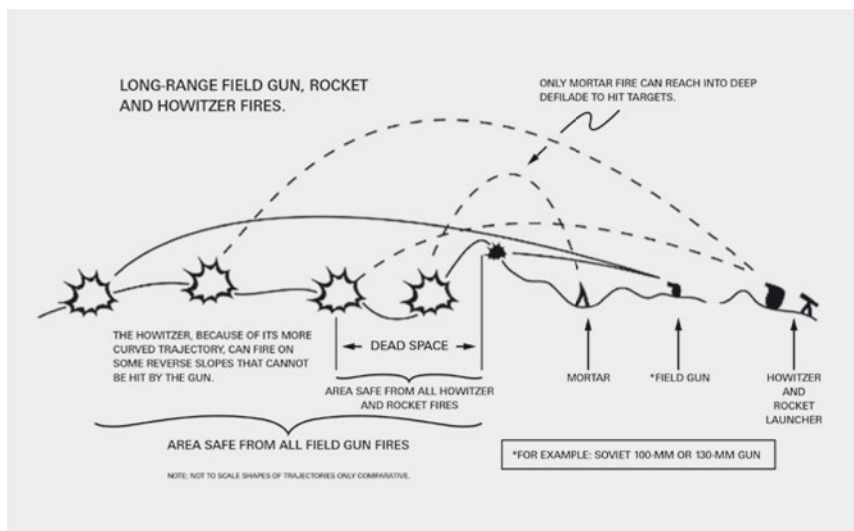 LONG-RANGE FIELD GUN, ROCKET
AND HOWITZER FIRES.
ONLY MORTAR FIRE CAN REACH INTO DEEP
DEFILADE TO HIT TARGETS.
THE HOWITZER, BECAUSE OF ITS MORE
CURVED TRAJECTORY, CAN FIRE ON
SOME REVERSE SLOPES THAT CANNOT
BE HIT BY THE GUN.
DEAD SPACE
AREA SAFE FROM ALL HOWITZER
AND ROCKET FIRES
AREA SAFE FROM ALL FIELD GUN FIRES
NOTE: NOT TO SCALE SHAPES OF TRAJECTORIES ONLY COMPARATIVE.
MORTAR
*FIELD GUN
HOWITZER
AND
ROCKET
LAUNCHER
*FOR EXAMPLE: SOVIET 100-MM OR 130-MM GUN